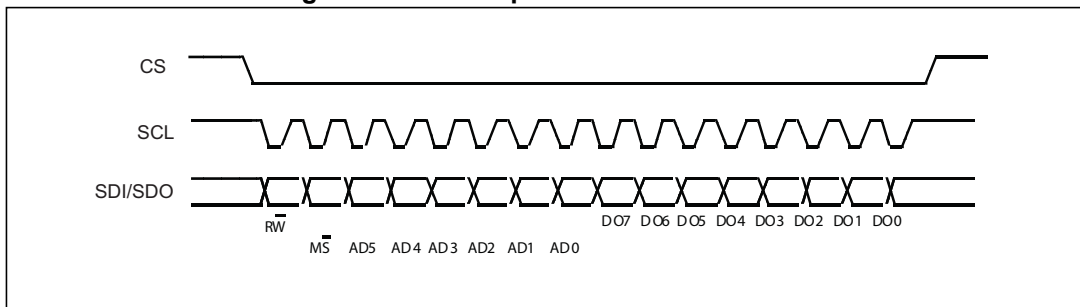 CS
SCL
SDI/SDO
RW̅
DO7 DO6 DO5 DO4 DO3 DO2 DO1 DO0
MS̅ AD5 AD4 AD3 AD2 AD1 AD0